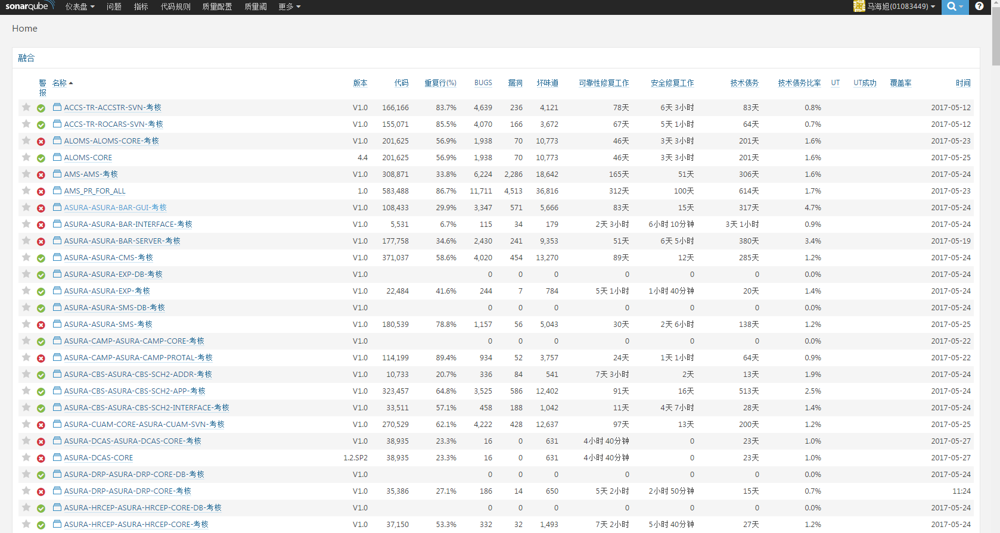 sonarqube 仪表盘 问题 指标 代码规则 质量配置 质量阈 更多 马海旭(01083449) ?
Home
融合
警报 名称 版本 代码 重复行(%) BUGS 漏洞 坏味道 可靠性修复工作 安全修复工作 技术债务 技术债务比率 UT UT成功 覆盖率 时间
ACCS-TR-ACCSTR-SVN-考核 V1.0 166,166 83.7% 4,639 236 4,121 78天 6天 3小时 83天 0.8% 2017-05-12
ACCS-TR-ROCARS-SVN-考核 V1.0 155,071 85.5% 4,070 166 3,672 67天 5天 1小时 64天 0.7% 2017-05-12
ALOMS-ALOMS-CORE-考核 V1.0 201,625 56.9% 1,938 70 10,773 46天 3天 3小时 201天 1.6% 2017-05-23
ALOMS-CORE 4.4 201,625 56.9% 1,938 70 10,773 46天 3天 3小时 201天 1.6% 2017-05-25
AMS-AMS-考核 V1.0 308,871 33.8% 6,224 2,286 18,642 165天 51天 306天 1.6% 2017-05-24
AMS_PR_FOR_ALL 1.0 583,488 86.7% 11,711 4,513 36,816 312天 100天 614天 1.7% 2017-05-23
ASURA-ASURA-BAR-GUI-考核 V1.0 108,433 29.9% 3,347 571 5,666 83天 15天 317天 4.7% 2017-05-24
ASURA-ASURA-BAR-INTERFACE-考核 V1.0 5,531 6.7% 115 34 179 2天 3小时 6小时 10分钟 3天 1小时 0.9% 2017-05-24
ASURA-ASURA-BAR-SERVER-考核 V1.0 177,758 34.6% 2,430 241 9,353 51天 6天 5小时 380天 3.4% 2017-05-19
ASURA-ASURA-CMS-考核 V1.0 371,037 58.6% 4,020 454 13,270 89天 12天 285天 1.2% 2017-05-24
ASURA-ASURA-EXP-DB-考核 V1.0 0 0 0 0 0 0 0.0% 2017-05-24
ASURA-ASURA-EXP-考核 V1.0 22,484 41.6% 244 7 784 5天 1小时 1小时 40分钟 20天 1.4% 2017-05-24
ASURA-ASURA-SMS-DB-考核 V1.0 0 0 0 0 0 0 0.0% 2017-05-24
ASURA-ASURA-SMS-考核 V1.0 180,539 78.8% 1,157 56 5,043 30天 2天 6小时 138天 1.2% 2017-05-25
ASURA-CAMP-ASURA-CAMP-CORE-考核 V1.0 0 0 0 0 0 0 0.0% 2017-05-22
ASURA-CAMP-ASURA-CAMP-PROTAL-考核 V1.0 114,199 89.4% 934 52 3,757 24天 1天 1小时 64天 0.9% 2017-05-22
ASURA-CBS-ASURA-CBS-SCH2-ADDR-考核 V1.0 10,733 20.7% 336 84 541 7天 3小时 2天 13天 1.9% 2017-05-24
ASURA-CBS-ASURA-CBS-SCH2-APP-考核 V1.0 323,457 64.8% 3,525 586 12,402 91天 16天 513天 2.5% 2017-05-24
ASURA-CBS-ASURA-CBS-SCH2-INTERFACE-考核 V1.0 33,511 57.1% 458 188 1,042 11天 4天 7小时 28天 1.4% 2017-05-24
ASURA-CUAM-CORE-ASURA-CUAM-SVN-考核 V1.0 270,529 62.1% 4,222 428 12,637 97天 13天 200天 1.2% 2017-05-25
ASURA-DCAS-ASURA-DCAS-CORE-考核 V1.0 38,935 23.3% 16 0 631 4小时 40分钟 0 23天 1.0% 2017-05-27
ASURA-DCAS-CORE 1.2.SP2 38,935 23.3% 16 0 631 4小时 40分钟 0 23天 1.0% 2017-05-27
ASURA-DRP-ASURA-DRP-CORE-DB-考核 V1.0 0 0 0 0 0 0 0.0% 2017-05-24
ASURA-DRP-ASURA-DRP-CORE-考核 V1.0 35,386 27.1% 186 14 650 5天 2小时 2小时 50分钟 15天 0.7% 11:24
ASURA-HRCEP-ASURA-HRCEP-CORE-DB-考核 V1.0 0 0 0 0 0 0 0.0% 2017-05-24
ASURA-HRCEP-ASURA-HRCEP-CORE-考核 V1.0 37,150 53.3% 332 32 1,493 7天 2小时 5小时 40分钟 27天 1.2% 2017-05-24